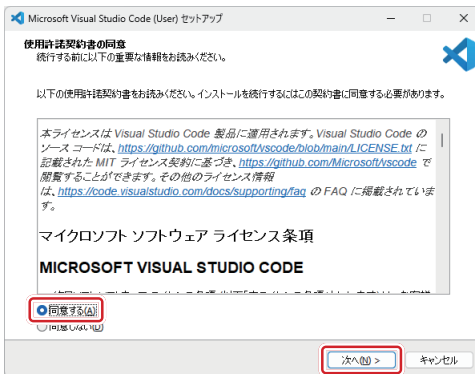 Microsoft Visual Studio Code (User) セットアップ
使用許諾契約書の同意
続行する前に以下の重要な情報をお読みください。
以下の使用許諾契約書をお読みください。インストールを続行するにはこの契約書に同意する必要があります。
本ライセンスは Visual Studio Code 製品に適用されます。Visual Studio Code の
ソース コードは、https://github.com/microsoft/vscode/blob/main/LICENSE.txt に
記載された MIT ライセンス契約に基づき、https://github.com/Microsoft/vscode で
閲覧することができます。その他のライセンス情報
は、https://code.visualstudio.com/docs/supporting/faq の FAQ に掲載されていま
す。
マイクロソフト ソフトウェア ライセンス条項
MICROSOFT VISUAL STUDIO CODE
同意する(A)
同意しない(D)
次へ(N) >
キャンセル